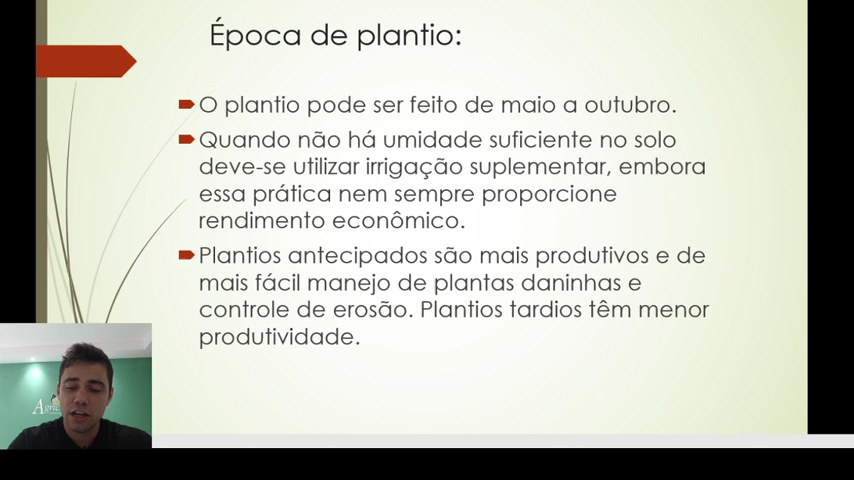 Época de plantio:
O plantio pode ser feito de maio a outubro.
Quando não há umidade suficiente no solo
deve-se utilizar irrigação suplementar, embora
essa prática nem sempre proporcione
rendimento econômico.
Plantios antecipados são mais produtivos e de
mais fácil manejo de plantas daninhas e
controle de erosão. Plantios tardios têm menor
produtividade.